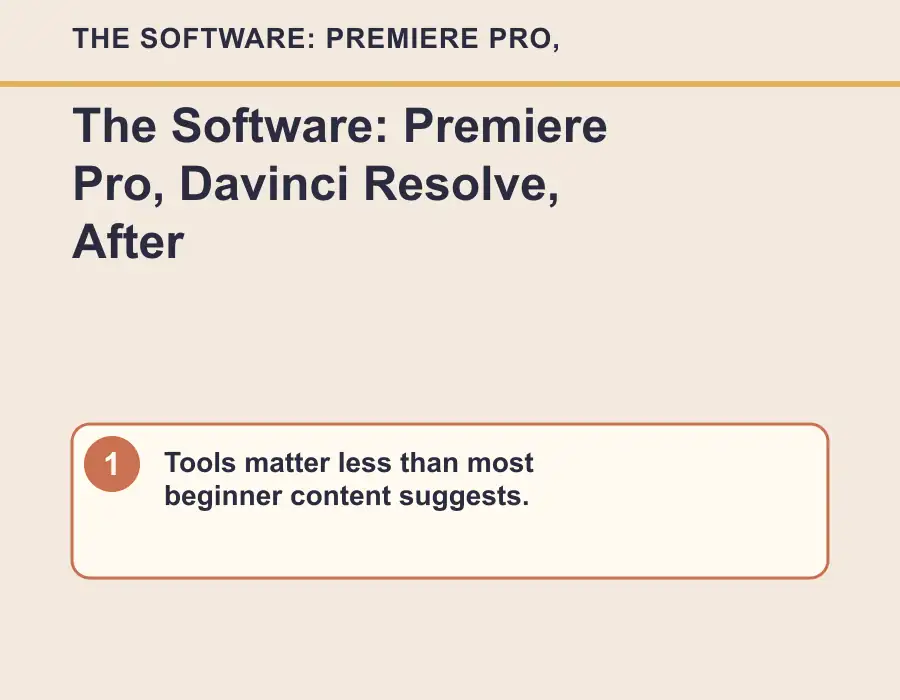 THE SOFTWARE: PREMIERE PRO,
The Software: Premiere
Pro, Davinci Resolve,
After
1
Tools matter less than most
beginner content suggests.